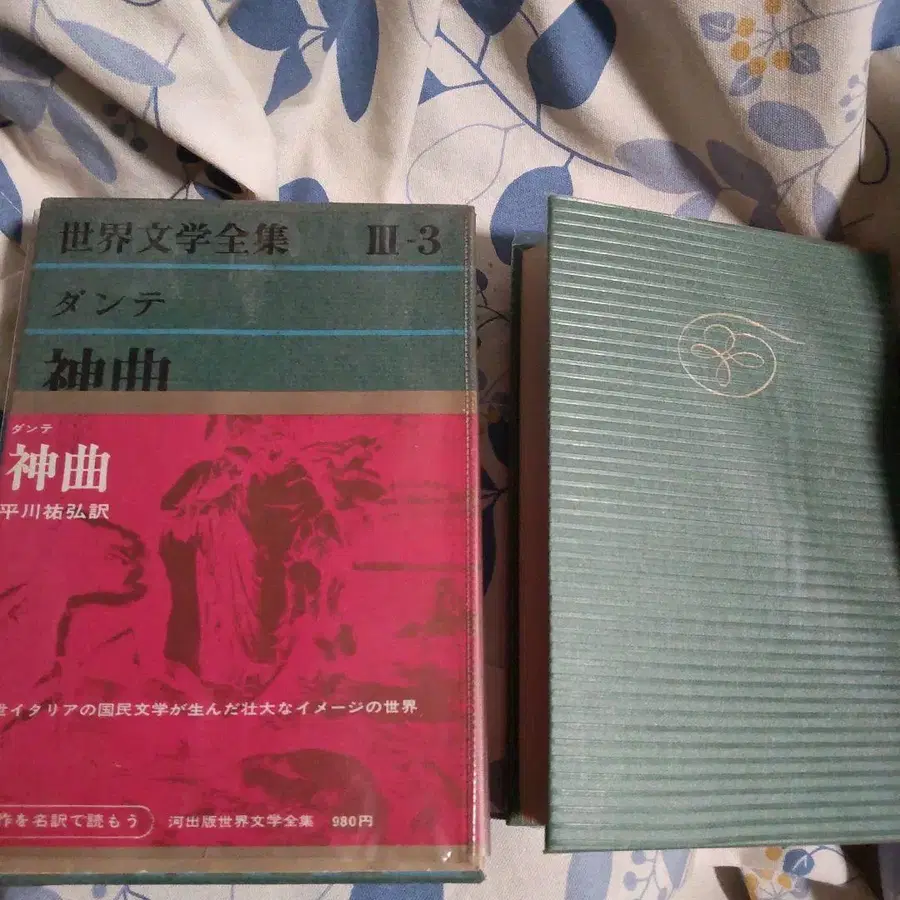 世界文学全集 III-3
ダンテ
神曲
ダンテ
神曲
平川祐弘訳
世イタリアの国民文学が生んだ壮大なイメージの世界
作を名訳で読もう
河出版世界文学全集 980円